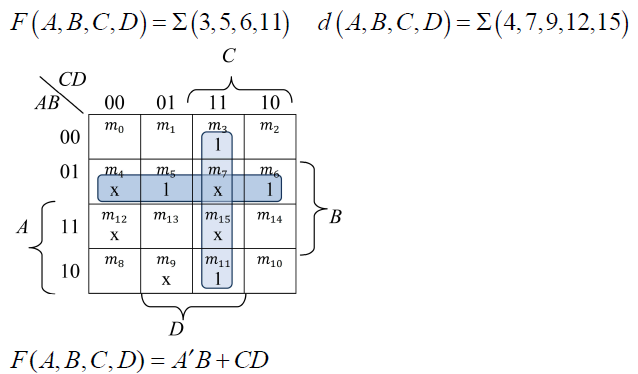 F(A,B,C,D)=Σ(3,5,6,11) d(A,B,C,D)=Σ(4,7,9,12,15)
C
CD
AB 00 01 11 10
m₀ m₁ m₃ m₂
00 1
01 m₄ m₅ m₇ m₆
x 1 x 1
m₁₂ m₁₃ m₁₅ m₁₄ B
A 11 x x
m₈ m₉ m₁₁ m₁₀
10 x 1
D
F(A,B,C,D)=A′B+CD